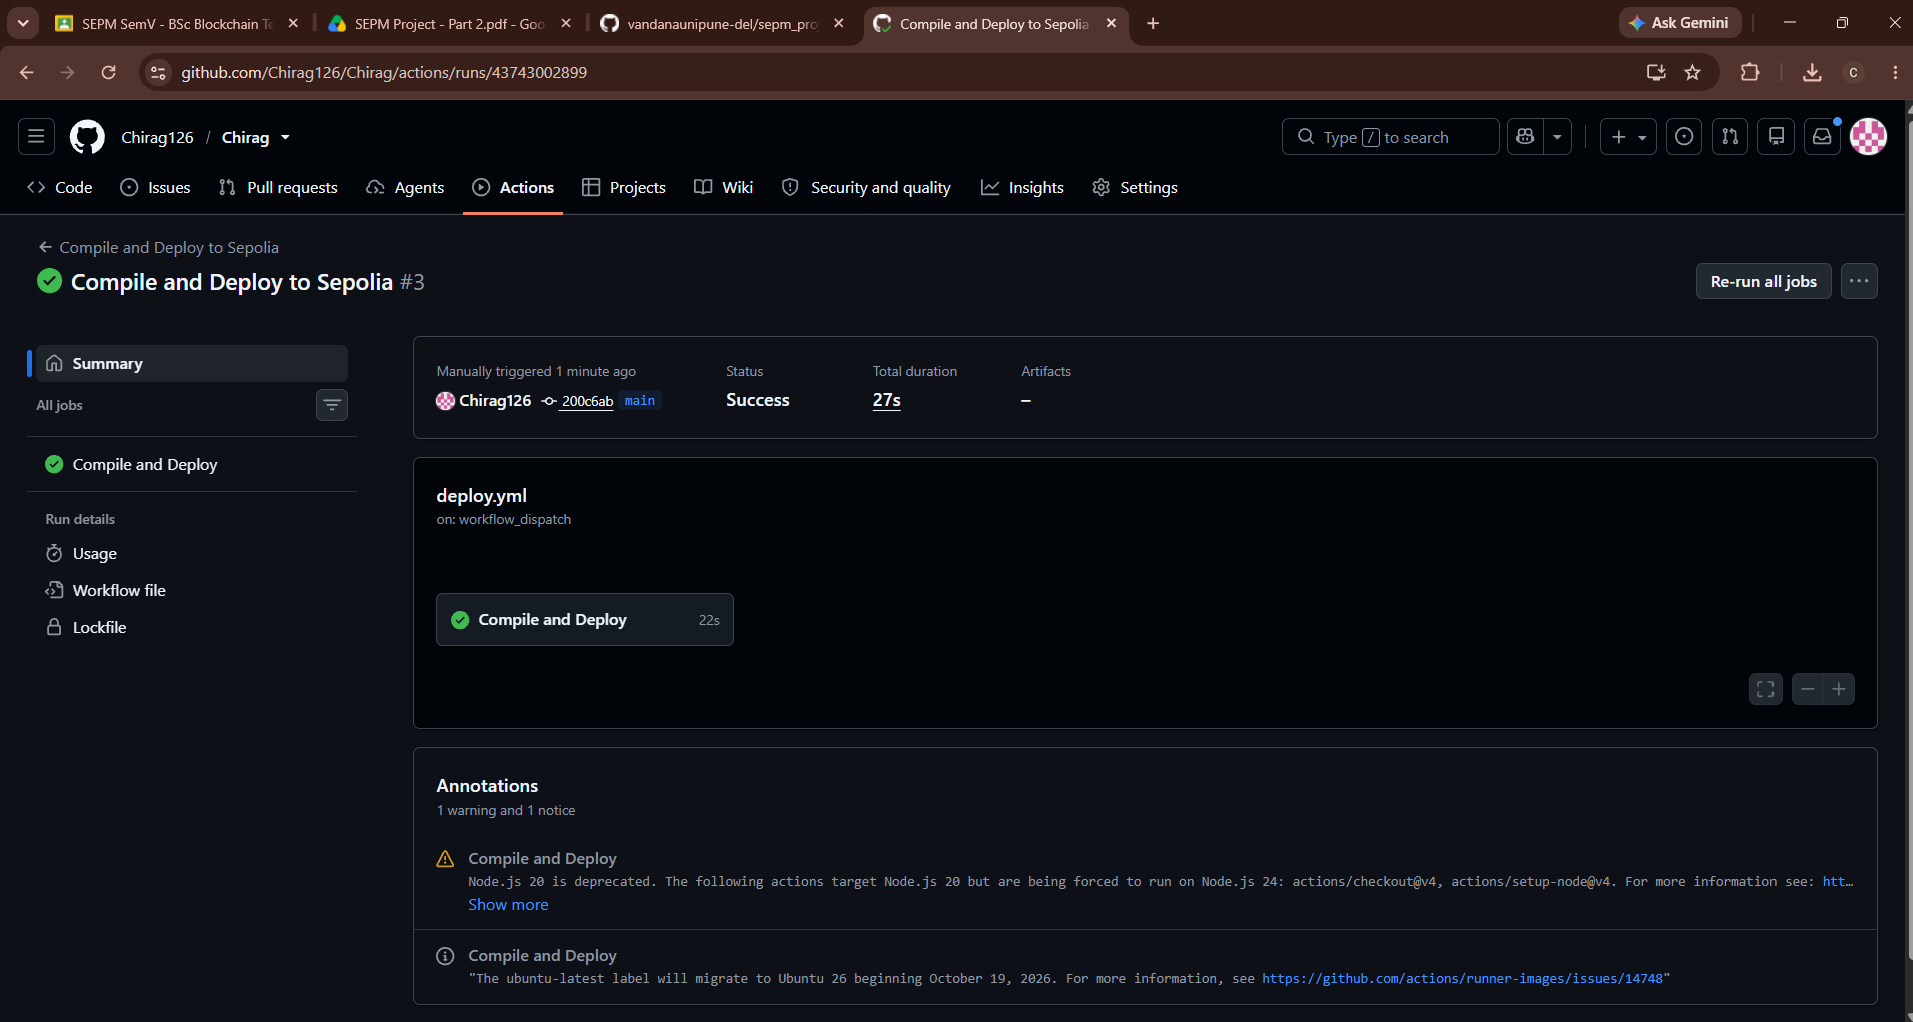 SEPM SemV - BSc Blockchain Te
SEPM Project - Part 2.pdf - Goo
vandanaunipune-del/sepm_pro
Compile and Deploy to Sepolia
Ask Gemini
github.com/Chirag126/Chirag/actions/runs/43743002899
C
Chirag126 / Chirag
Type / to search
Code
Issues
Pull requests
Agents
Actions
Projects
Wiki
Security and quality
Insights
Settings
Compile and Deploy to Sepolia
Compile and Deploy to Sepolia #3
Re-run all jobs
Summary
All jobs
Compile and Deploy
Run details
Usage
Workflow file
Lockfile
Manually triggered 1 minute ago
Chirag126 200c6ab main
Status
Success
Total duration
27s
Artifacts
–
deploy.yml
on: workflow_dispatch
Compile and Deploy 22s
Annotations
1 warning and 1 notice
Compile and Deploy
Node.js 20 is deprecated. The following actions target Node.js 20 but are being forced to run on Node.js 24: actions/checkout@v4, actions/setup-node@v4. For more information see: htt…
Show more
Compile and Deploy
"The ubuntu-latest label will migrate to Ubuntu 26 beginning October 19, 2026. For more information, see https://github.com/actions/runner-images/issues/14748"